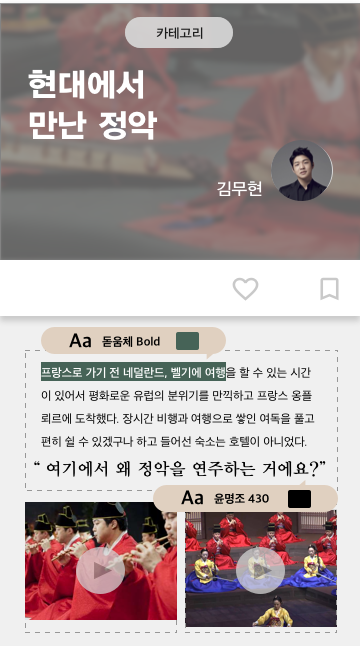 카테고리
현대에서
만난 정악
김무현
Aa 돋움체 Bold
프랑스로 가기 전 네덜란드, 벨기에 여행을 할 수 있는 시간
이 있어서 평화로운 유럽의 분위기를 만끽하고 프랑스 옹플
뢰르에 도착했다. 장시간 비행과 여행으로 쌓인 여독을 풀고
편히 쉴 수 있겠구나 하고 들어선 숙소는 호텔이 아니었다.
“ 여기에서 왜 정악을 연주하는 거에요?”
Aa 윤명조 430